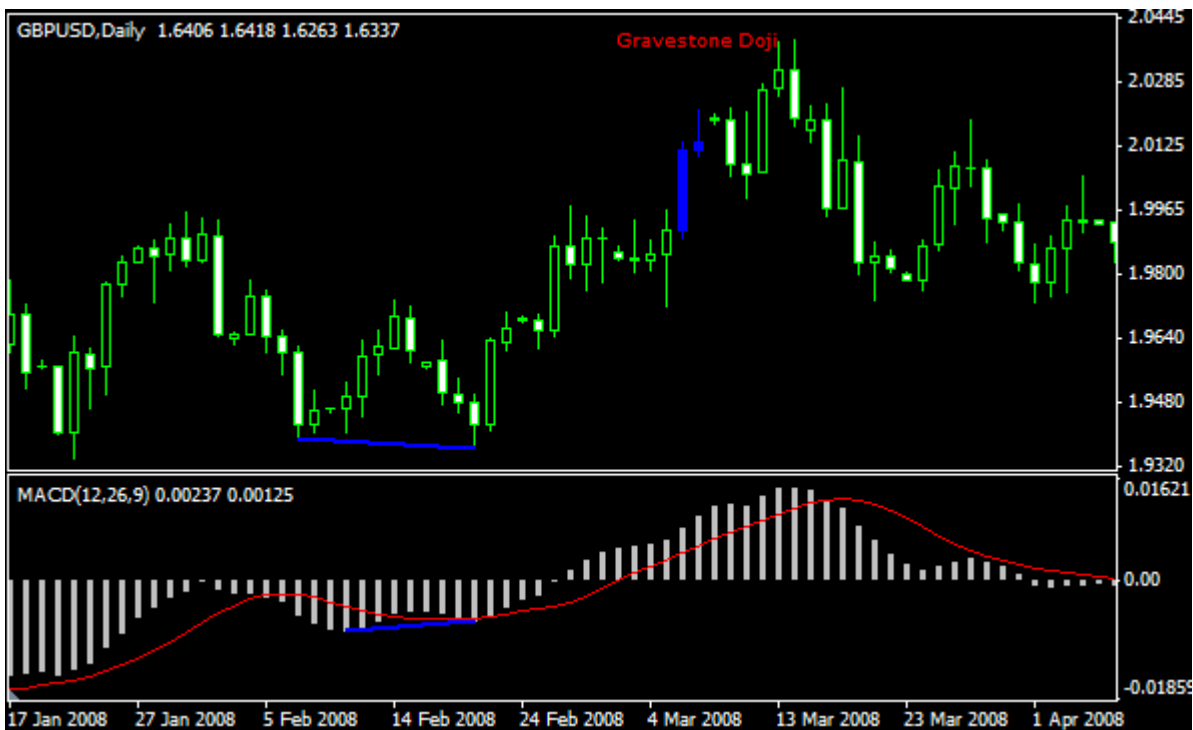 GBPUSD,Daily 1.6406 1.6418 1.6263 1.6337
Gravestone Doji
2.0445
2.0285
2.0125
1.9965
1.9800
1.9640
1.9480
1.9320
MACD(12,26,9) 0.00237 0.00125
0.01621
0.00
-0.01855
17 Jan 2008 27 Jan 2008 5 Feb 2008 14 Feb 2008 24 Feb 2008 4 Mar 2008 13 Mar 2008 23 Mar 2008 1 Apr 2008